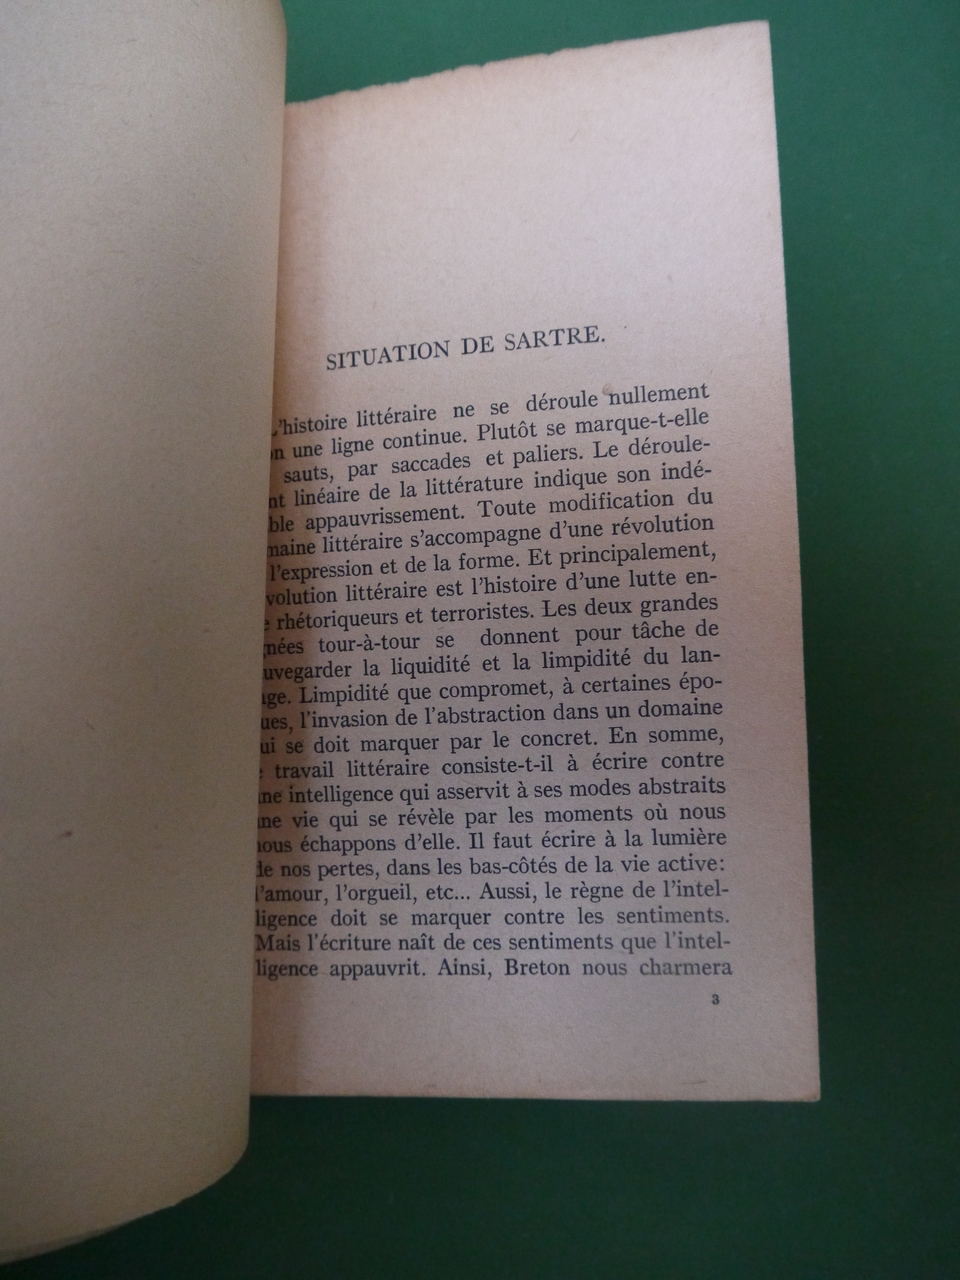 SITUATION DE SARTRE.
L'histoire littéraire ne se déroule nullement
on une ligne continue. Plutôt se marque-t-elle
sauts, par saccades et paliers. Le déroule-
nt linéaire de la littérature indique son indé-
ble appauvrissement. Toute modification du
maine littéraire s'accompagne d'une révolution
l'expression et de la forme. Et principalement,
volution littéraire est l'histoire d'une lutte en-
e rhétoriqueurs et terroristes. Les deux grandes
nées tour-à-tour se donnent pour tâche de
uvegarder la liquidité et la limpidité du lan-
ge. Limpidité que compromet, à certaines épo-
ues, l'invasion de l'abstraction dans un domaine
ui se doit marquer par le concret. En somme,
travail littéraire consiste-t-il à écrire contre
ne intelligence qui asservit à ses modes abstraits
ne vie qui se révèle par les moments où nous
nous échappons d'elle. Il faut écrire à la lumière
de nos pertes, dans les bas-côtés de la vie active:
l'amour, l'orgueil, etc... Aussi, le règne de l'intel-
ligence doit se marquer contre les sentiments.
Mais l'écriture naît de ces sentiments que l'intel-
ligence appauvrit. Ainsi, Breton nous charmera
3